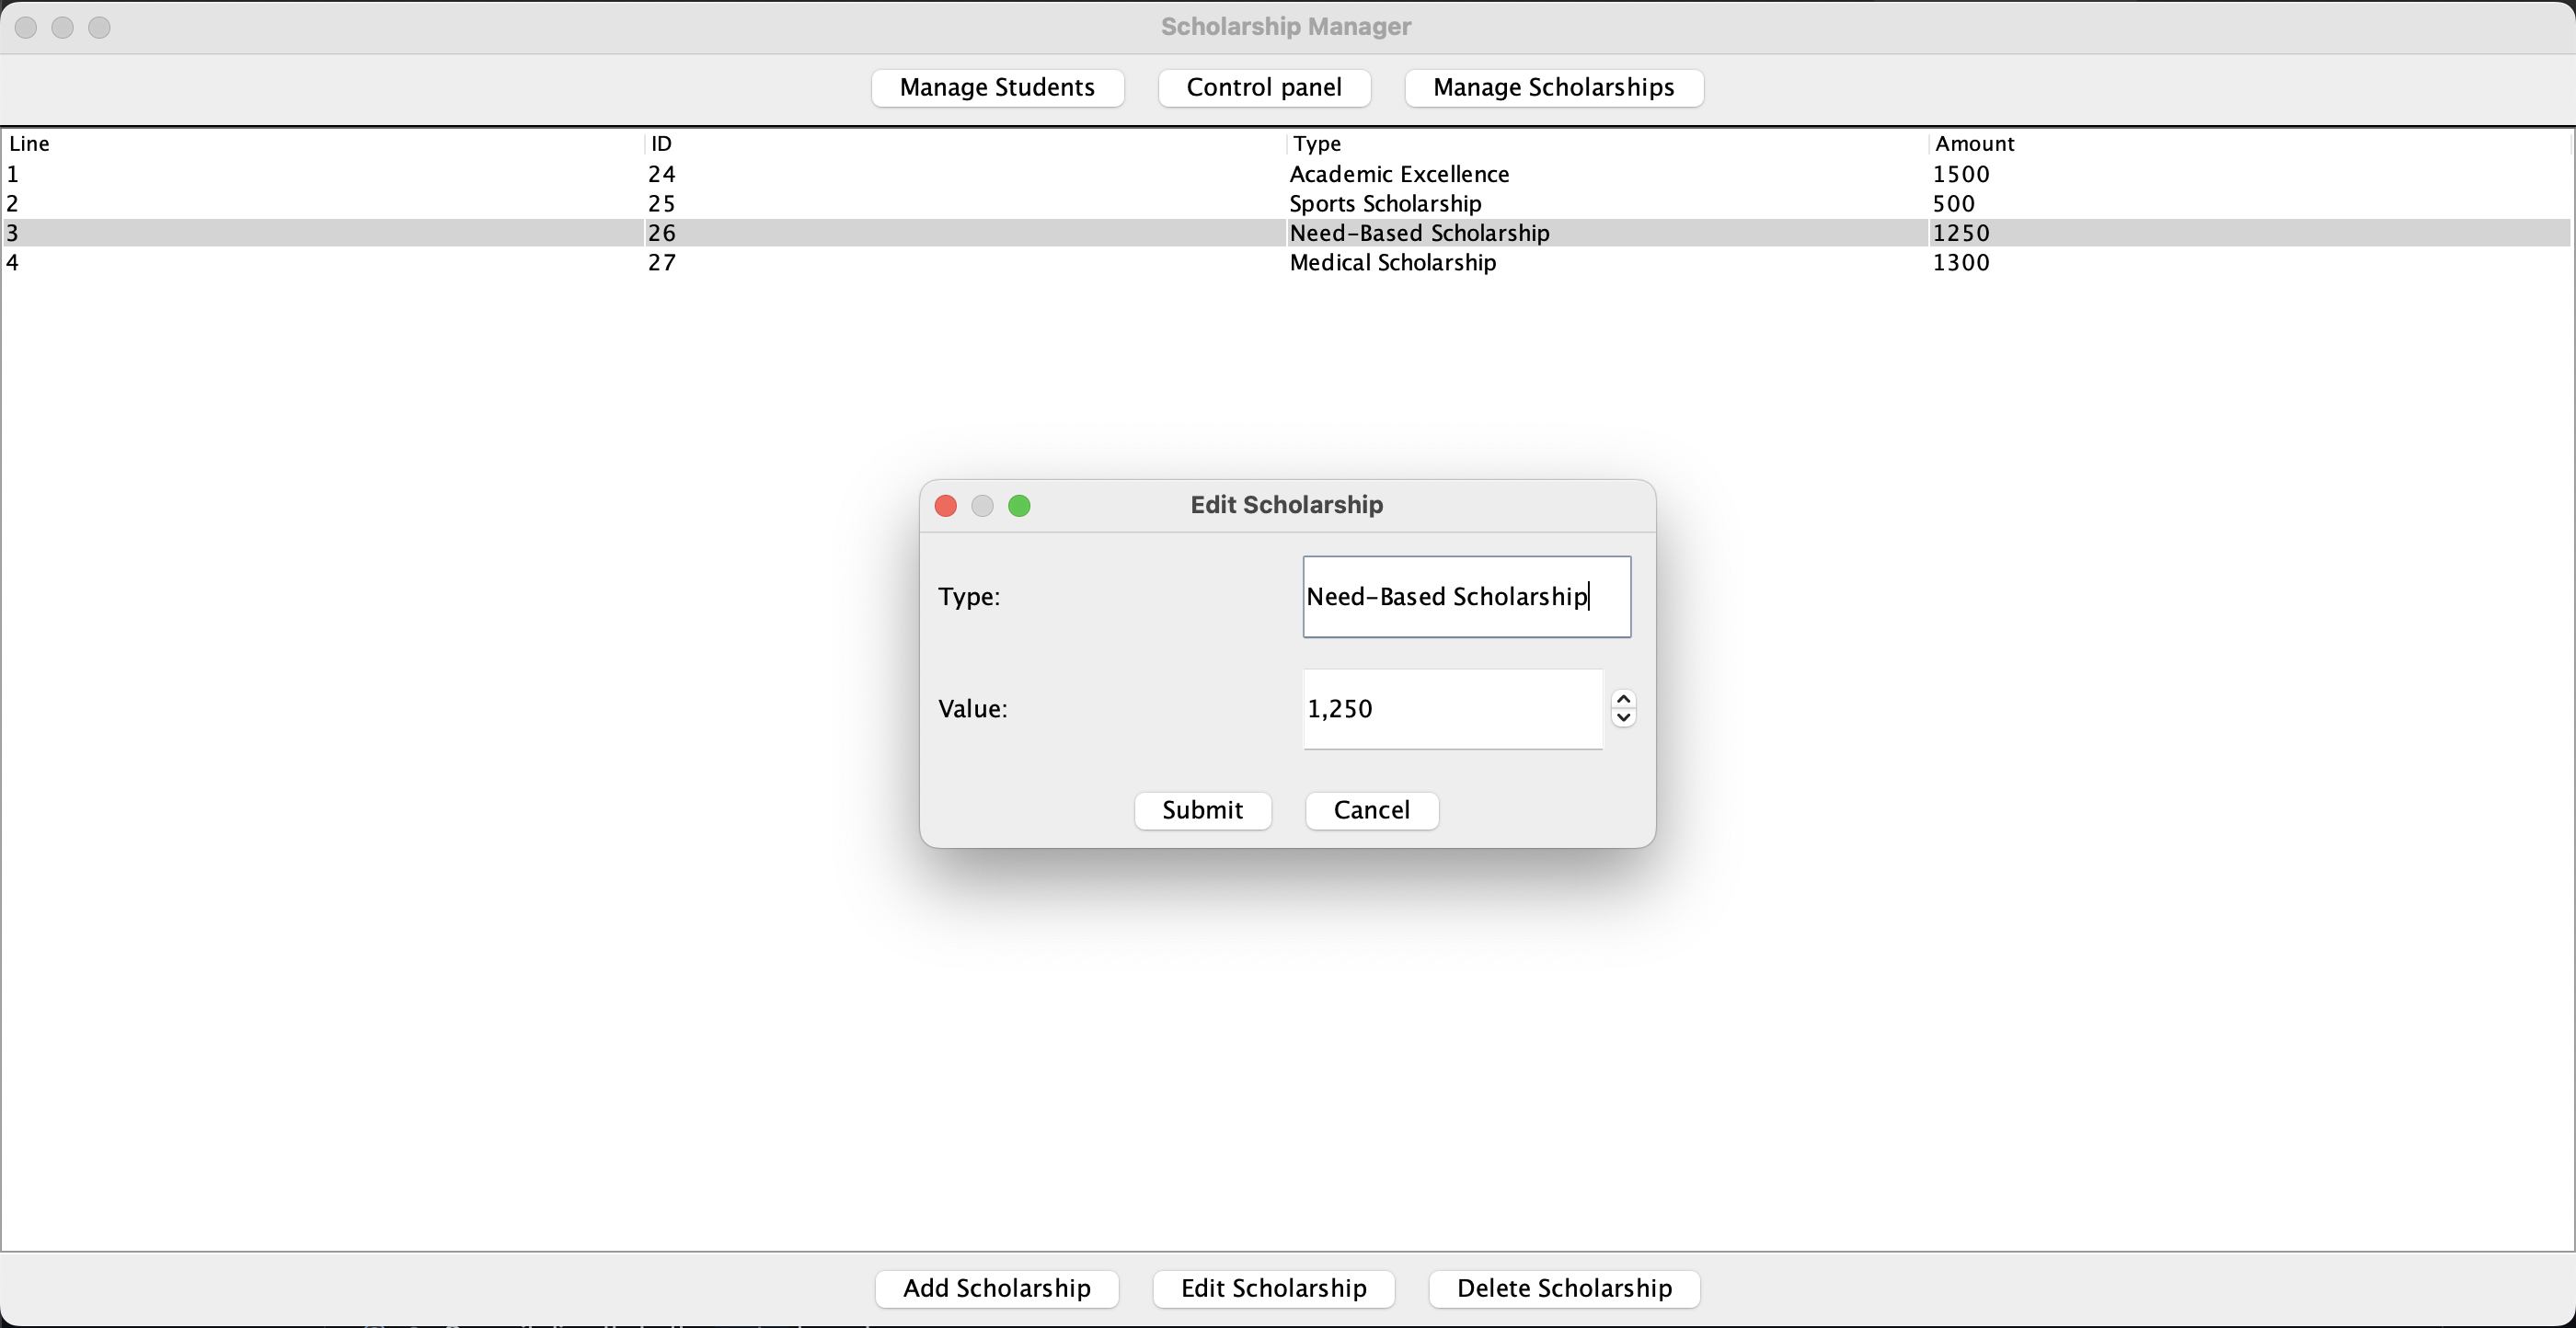 Scholarship Manager
Manage Students Control panel Manage Scholarships
Line ID Type Amount
1 24 Academic Excellence 1500
2 25 Sports Scholarship 500
3 26 Need-Based Scholarship 1250
4 27 Medical Scholarship 1300
Edit Scholarship
Type: Need-Based Scholarship
Value: 1,250
Submit Cancel
Add Scholarship Edit Scholarship Delete Scholarship